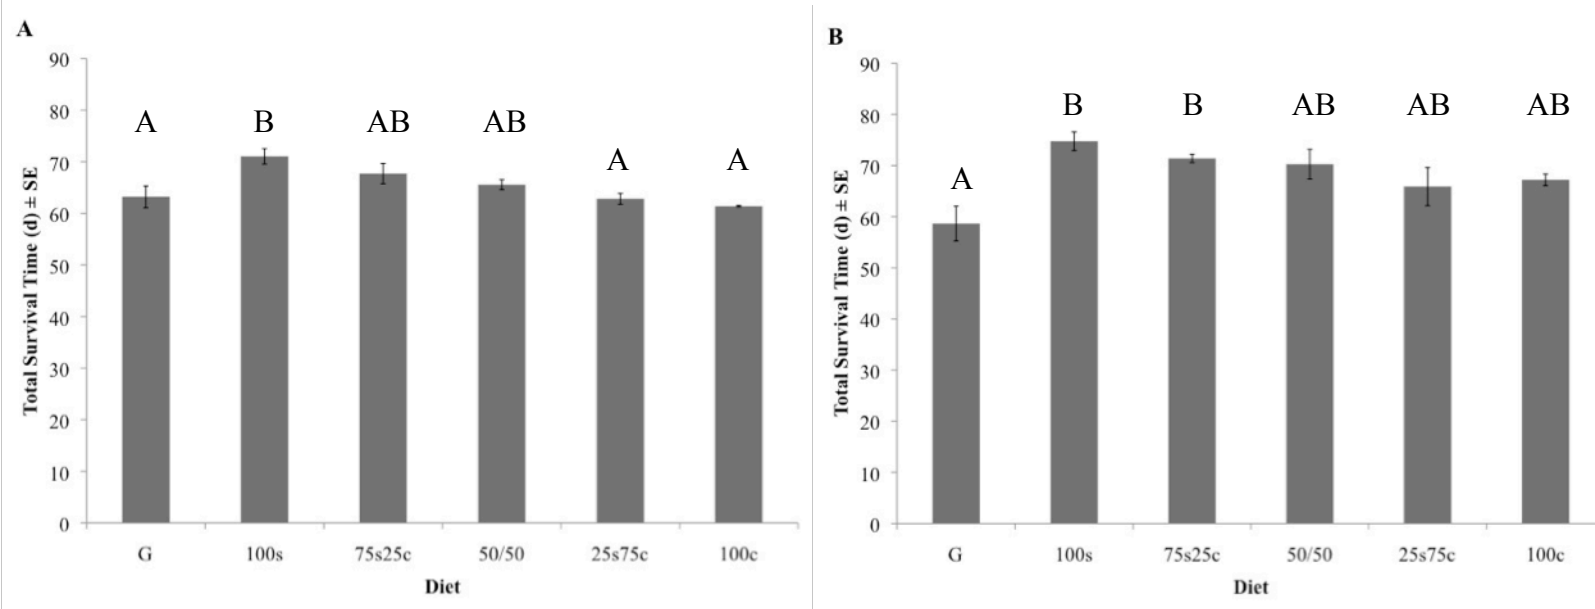 A
Total Survival Time (d) ± SE
90
80
70
60
50
40
30
20
10
0
A
B
AB
AB
A
A
G
100s
75s25c
50/50
25s75c
100c
Diet
B
Total Survival Time (d) ± SE
90
80
70
60
50
40
30
20
10
0
A
B
B
AB
AB
AB
G
100s
75s25c
50/50
25s75c
100c
Diet